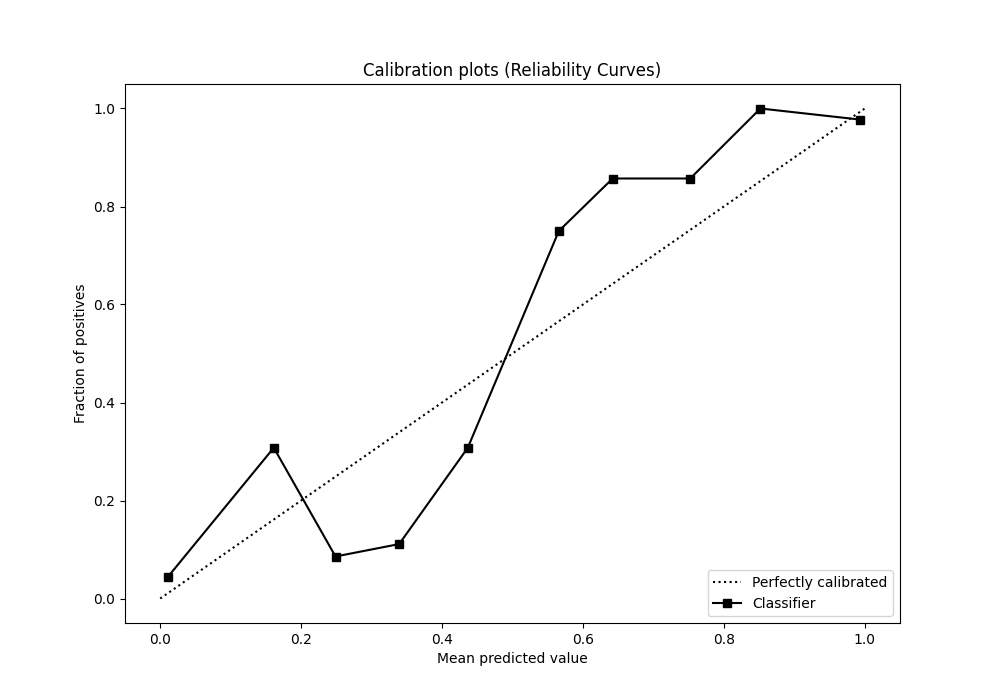 Calibration plots (Reliability Curves)
1.0
0.8
0.6
0.4
0.2
0.0
Fraction of positives
0.0 0.2 0.4 0.6 0.8 1.0
Mean predicted value
Perfectly calibrated
Classifier